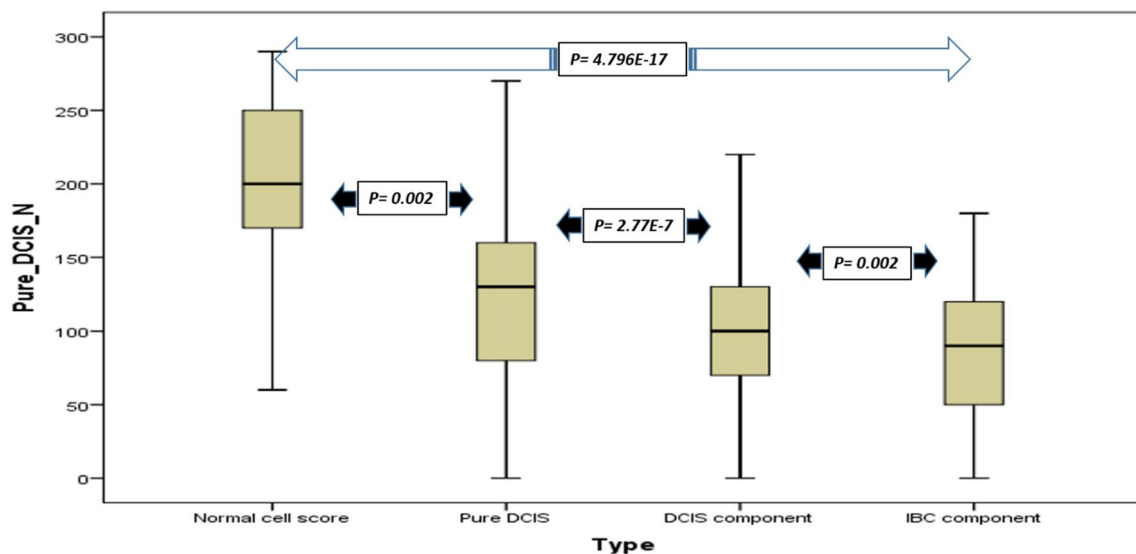 300
P= 4.796E-17
250
200
P= 0.002
P= 2.77E-7
150
P= 0.002
100
50
0
Pure_DCIS_N
Normal cell score
Pure DCIS
DCIS component
IBC component
Type